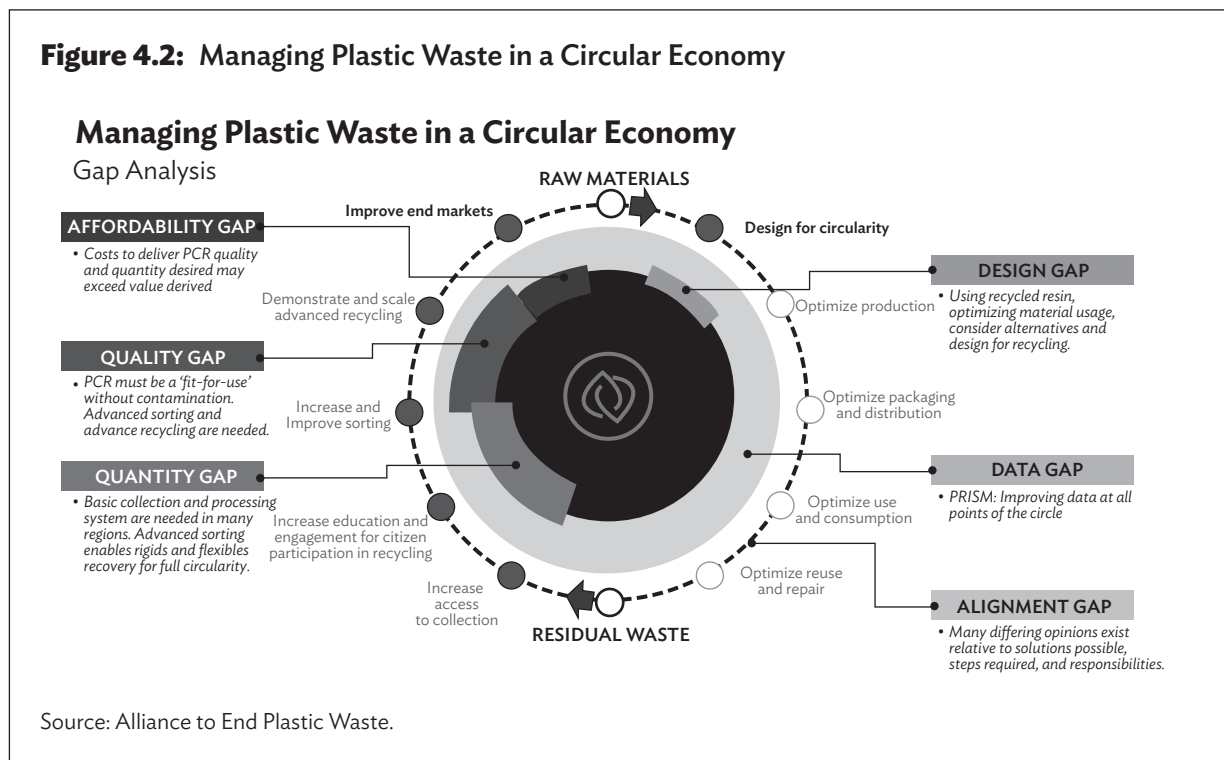 Figure 4.2: Managing Plastic Waste in a Circular Economy
Managing Plastic Waste in a Circular Economy
Gap Analysis
RAW MATERIALS
Improve end markets
Design for circularity
AFFORDABILITY GAP
• Costs to deliver PCR quality
and quantity desired may
exceed value derived
DESIGN GAP
• Using recycled resin,
optimizing material usage,
consider alternatives and
design for recycling.
Demonstrate and scale
advanced recycling
Optimize production
QUALITY GAP
• PCR must be a ‘fit-for-use’
without contamination.
Advanced sorting and
advance recycling are needed.
Increase and
Improve sorting
Optimize packaging
and distribution
QUANTITY GAP
• Basic collection and processing
system are needed in many
regions. Advanced sorting
enables rigids and flexibles
recovery for full circularity.
DATA GAP
• PRISM: Improving data at all
points of the circle
Increase education and
engagement for citizen
participation in recycling
Optimize use
and consumption
Increase
access
to collection
Optimize reuse
and repair
RESIDUAL WASTE
ALIGNMENT GAP
• Many differing opinions exist
relative to solutions possible,
steps required, and responsibilities.
Source: Alliance to End Plastic Waste.